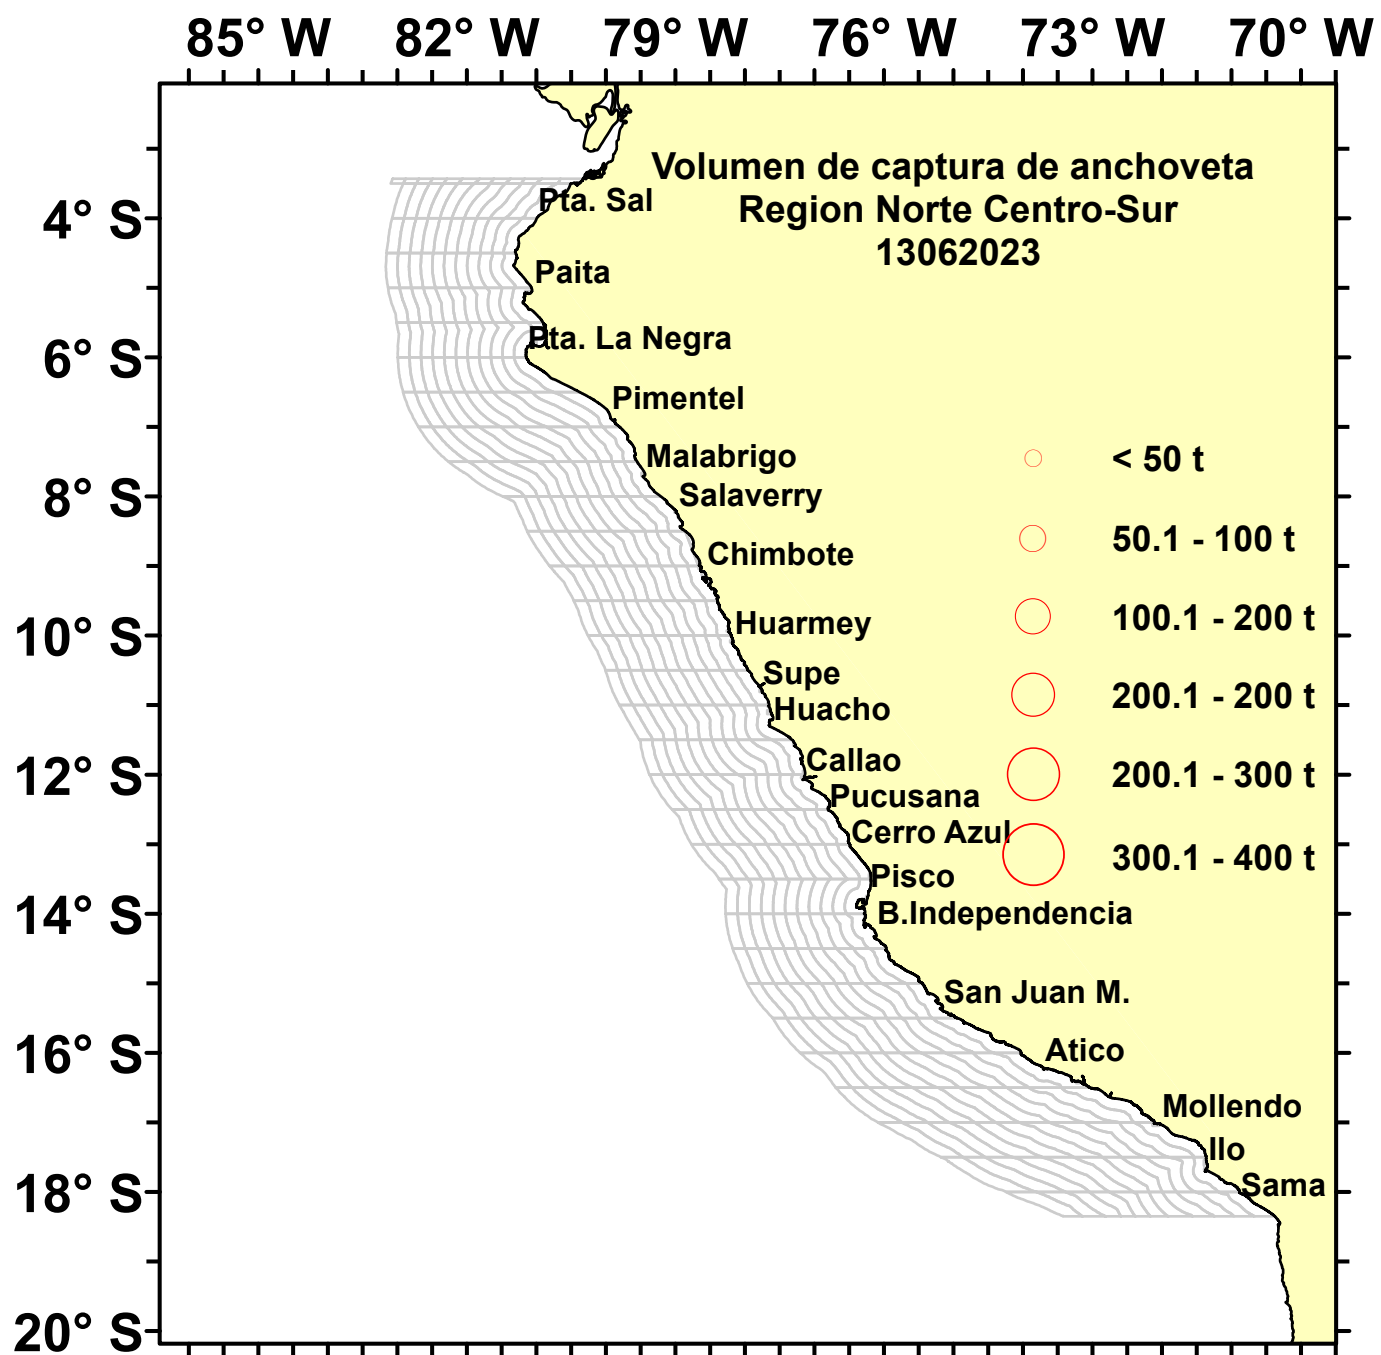 85° W 82° W 79° W 76° W 73° W 70° W
Volumen de captura de anchoveta
Region Norte Centro-Sur
13062023
4° S
6° S
8° S
10° S
12° S
14° S
16° S
18° S
20° S
Pta. Sal
Paita
Pta. La Negra
Pimentel
Malabrigo
Salaverry
Chimbote
Huarmey
Supe
Huacho
Callao
Pucusana
Cerro Azul
Pisco
B.Independencia
San Juan M.
Atico
Mollendo
Ilo
Sama
< 50 t
50.1 - 100 t
100.1 - 200 t
200.1 - 200 t
200.1 - 300 t
300.1 - 400 t